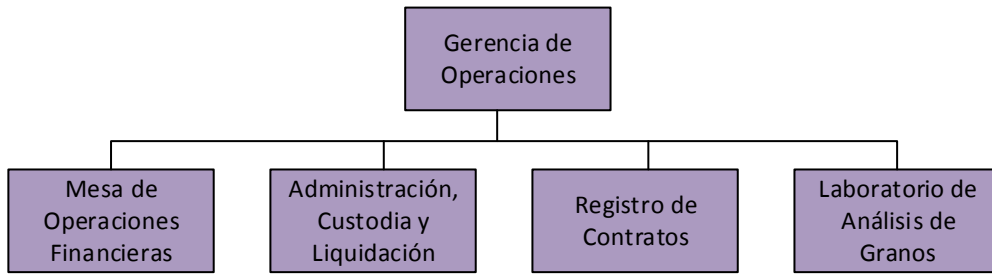 Gerencia de
Operaciones
Mesa de
Operaciones
Financieras
Administración,
Custodia y
Liquidación
Registro de
Contratos
Laboratorio de
Análisis de
Granos